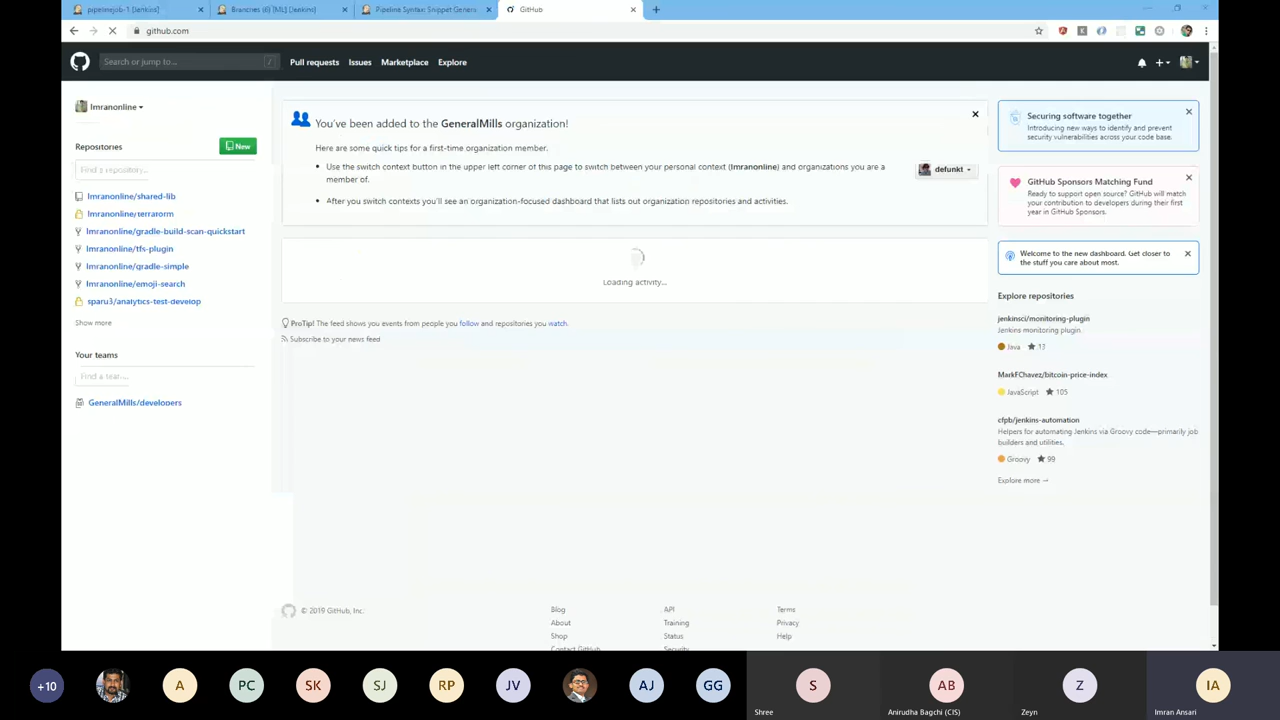 pipelinejob-1 [Jenkins]
Branches (6) [ML] [Jenkins]
Pipeline Syntax: Snippet Genera
GitHub
github.com
Search or jump to...
/
Pull requests
Issues
Marketplace
Explore
Imranonline
Repositories
New
Find a repository...
Imranonline/shared-lib
Imranonline/terraform
Imranonline/gradle-build-scan-quickstart
Imranonline/tfs-plugin
Imranonline/gradle-simple
Imranonline/emoji-search
sparu3/analytics-test-develop
Show more
Your teams
Find a team...
GeneralMills/developers
You've been added to the GeneralMills organization!
Here are some quick tips for a first-time organization member.
• Use the switch context button in the upper left corner of this page to switch between your personal context (Imranonline) and organizations you are a
member of.
defunkt
• After you switch contexts you'll see an organization-focused dashboard that lists out organization repositories and activities.
Loading activity...
ProTip! The feed shows you events from people you follow and repositories you watch.
Subscribe to your news feed
Securing software together
Introducing new ways to identify and prevent
security vulnerabilities across your code base.
GitHub Sponsors Matching Fund
Ready to support open source? GitHub will match
your contribution to developers during their first
year in GitHub Sponsors.
Welcome to the new dashboard. Get closer to
the stuff you care about most.
Explore repositories
jenkinsci/monitoring-plugin
Jenkins monitoring plugin
Java 13
MarkFChavez/bitcoin-price-index
JavaScript 105
cfpb/jenkins-automation
Helpers for automating Jenkins via Groovy code—primarily job
builders and utilities.
Groovy 99
Explore more →
© 2019 GitHub, Inc.
Blog
About
Shop
Contact GitHub
API
Training
Status
Security
Terms
Privacy
Help
+10
A
PC
SK
SJ
RP
JV
AJ
GG
S
Shree
AB
Anirudha Bagchi (CIS)
Z
Zeyn
IA
Imran Ansari